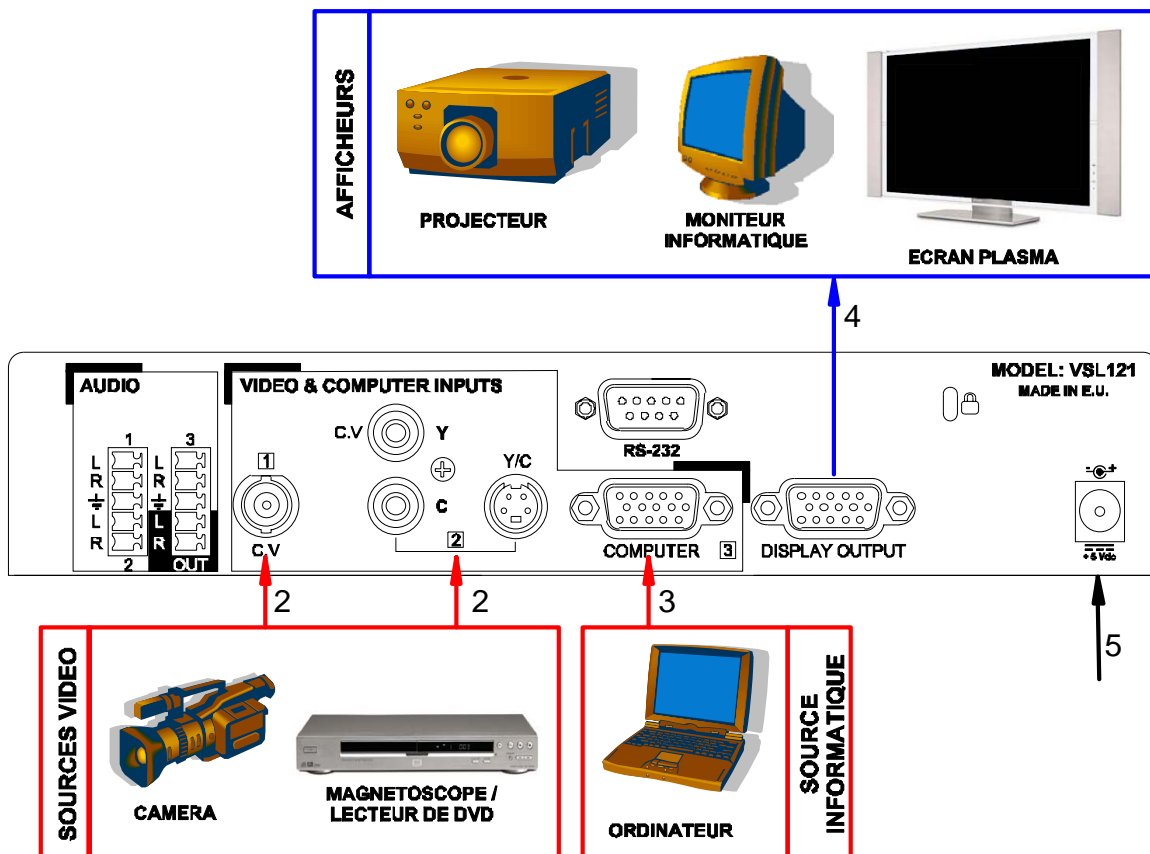 AFFICHEURS
PROJECTEUR
MONITEUR
INFORMATIQUE
ECRAN PLASMA
4
AUDIO
VIDEO & COMPUTER INPUTS
MODEL: VSL121
MADE IN E.U.
1
3
L
R
L
R
L
R
L
R
2
OUT
1
C.V
C.V
Y
C
Y/C
2
RS-232
COMPUTER
3
DISPLAY OUTPUT
- +
+ 5 Vdc
2
2
3
5
SOURCES VIDEO
CAMERA
MAGNETOSCOPE /
LECTEUR DE DVD
ORDINATEUR
SOURCE
INFORMATIQUE